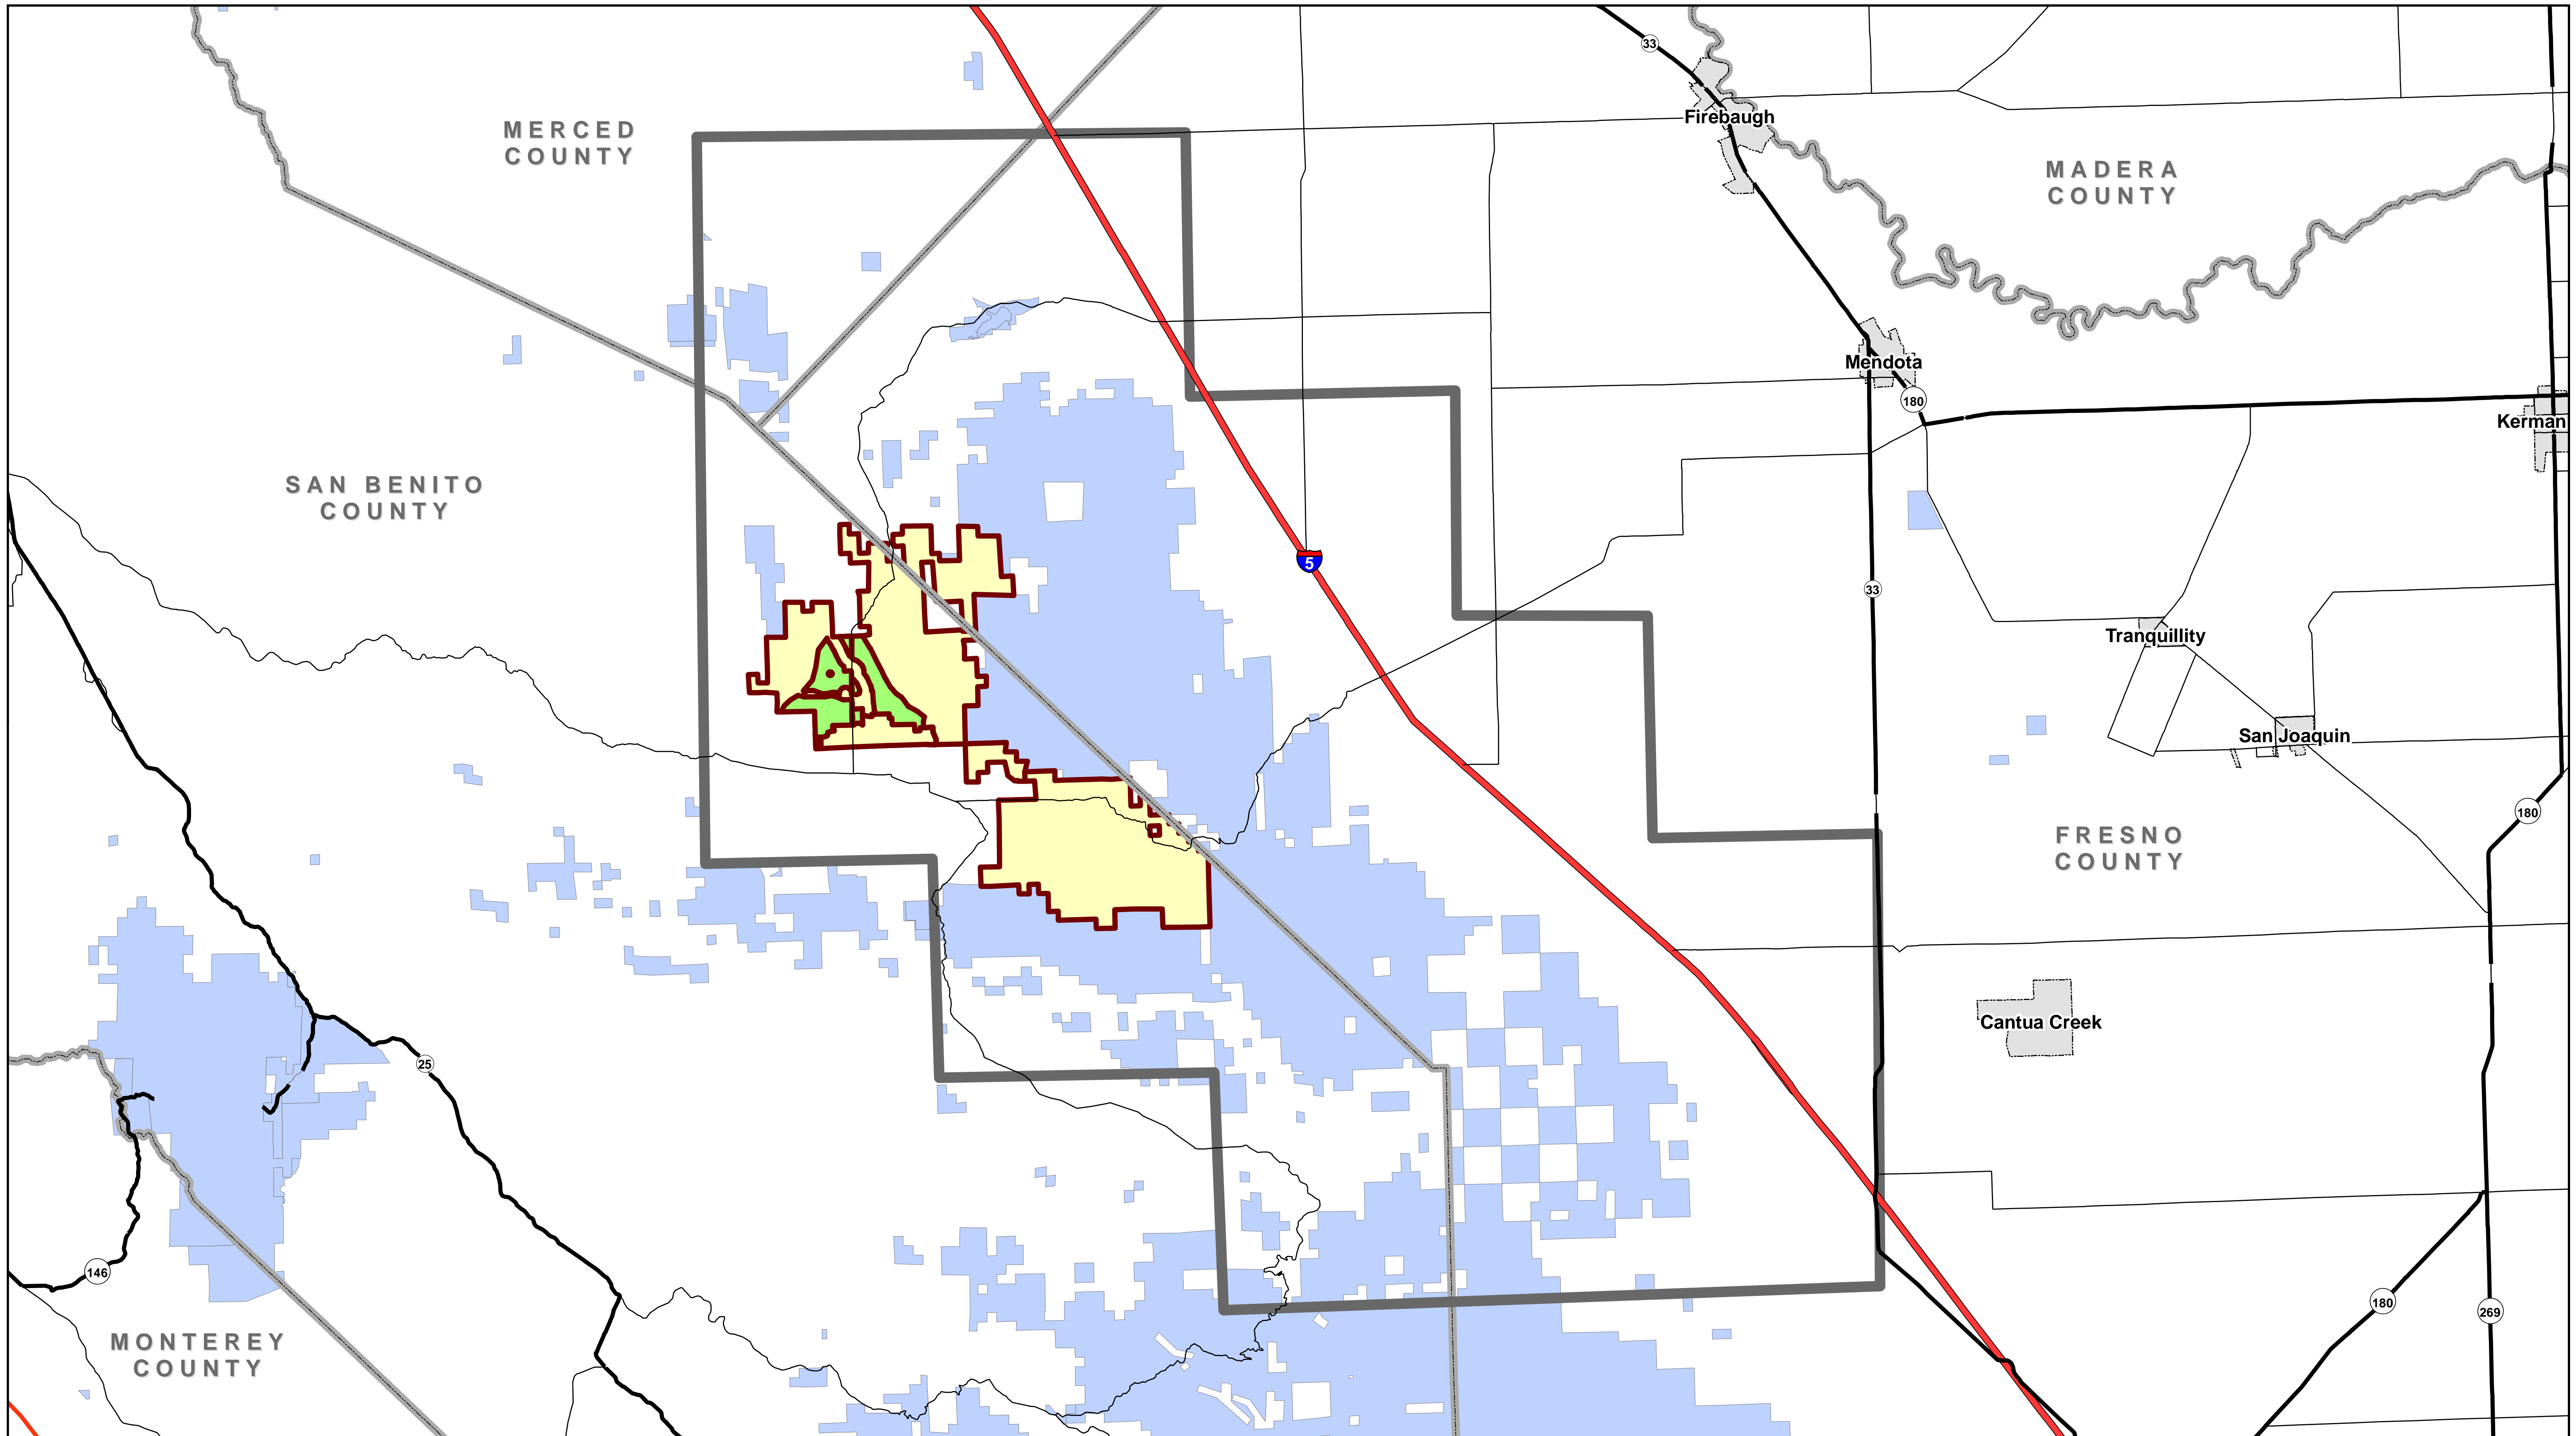 33
MERCED
COUNTY
Firebaugh
MADERA
COUNTY
Mendota
180
Kerman
SAN BENITO
COUNTY
5
33
Tranquillity
San Joaquin
180
FRESNO
COUNTY
Cantua Creek
25
146
180
269
MONTEREY
COUNTY